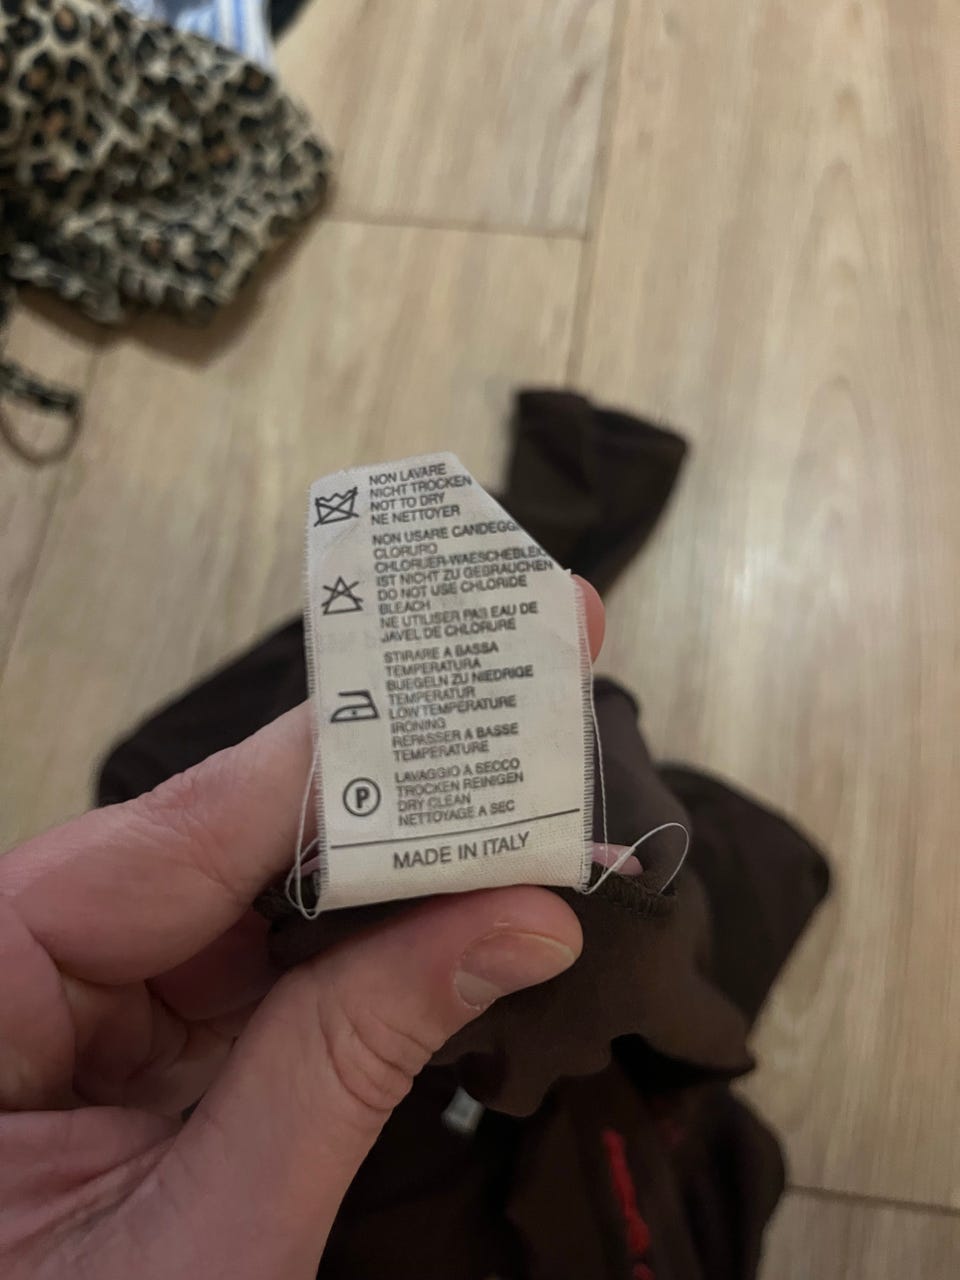 NON LAVARE
NICHT TROCKEN
NOT TO DRY
NE NETTOYER
NON USARE CANDEGG
CLORURO
CHLORUER-WAESCHEBLEI
IST NICHT ZU GEBRAUCHEN
DO NOT USE CHLORIDE
BLEACH
NE UTILISER PAS EAU DE
JAVEL DE CHLORURE
STIRARE A BASSA
TEMPERATURA
BUEGELN ZU NIEDRIGE
TEMPERATUR
LOW TEMPERATURE
IRONING
REPASSER A BASSE
TEMPERATURE
P
LAVAGGIO A SECCO
TROCKEN REINIGEN
DRY CLEAN
NETTOYAGE A SEC
MADE IN ITALY